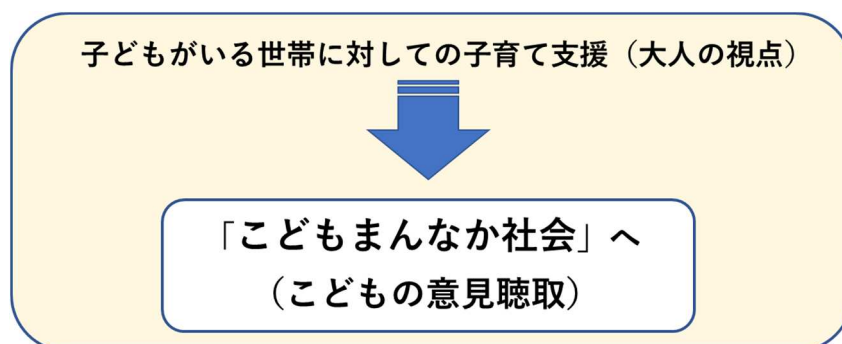 子どもがいる世帯に対しての子育て支援（大人の視点）
「こどもまんなか社会」へ
（こどもの意見聴取）